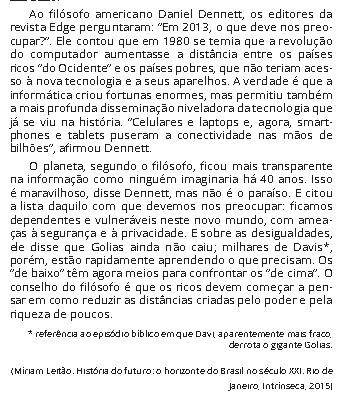 Ao filósofo americano Daniel Dennett, os editores da
revista Edge perguntaram: “Em 2013, o que deve nos preo-
cupar?”. Ele contou que em 1980 se temia que a revolução
do computador aumentasse a distância entre os países
ricos “do Ocidente” e os países pobres, que não teriam aces-
so à nova tecnologia e a seus aparelhos. A verdade é que a
informática criou fortunas enormes, mas permitiu também
a mais profunda disseminação niveladora da tecnologia que
já se viu na história. “Celulares e laptops e, agora, smart-
phones e tablets puseram a conectividade nas mãos de
bilhões”, afirmou Dennett.
O planeta, segundo o filósofo, ficou mais transparente
na informação como ninguém imaginaria há 40 anos. Isso
é maravilhoso, disse Dennett, mas não é o paraíso. E citou
a lista daquilo com que devemos nos preocupar: ficamos
dependentes e vulneráveis neste novo mundo, com amea-
ças à segurança e à privacidade. E sobre as desigualdades,
ele disse que Golias ainda não caiu; milhares de Davis*,
porém, estão rapidamente aprendendo o que precisam. Os
“de baixo” têm agora meios para confrontar os “de cima”. O
conselho do filósofo é que os ricos devem começar a pen-
sar em como reduzir as distâncias criadas pelo poder e pela
riqueza de poucos.
* referência ao episódio bíblico em que Davi, aparentemente mais fraco,
derrota o gigante Golias.
(Míriam Leitão. História do futuro: o horizonte do Brasil no século XXI. Rio de
Janeiro, Intrínseca, 2015)